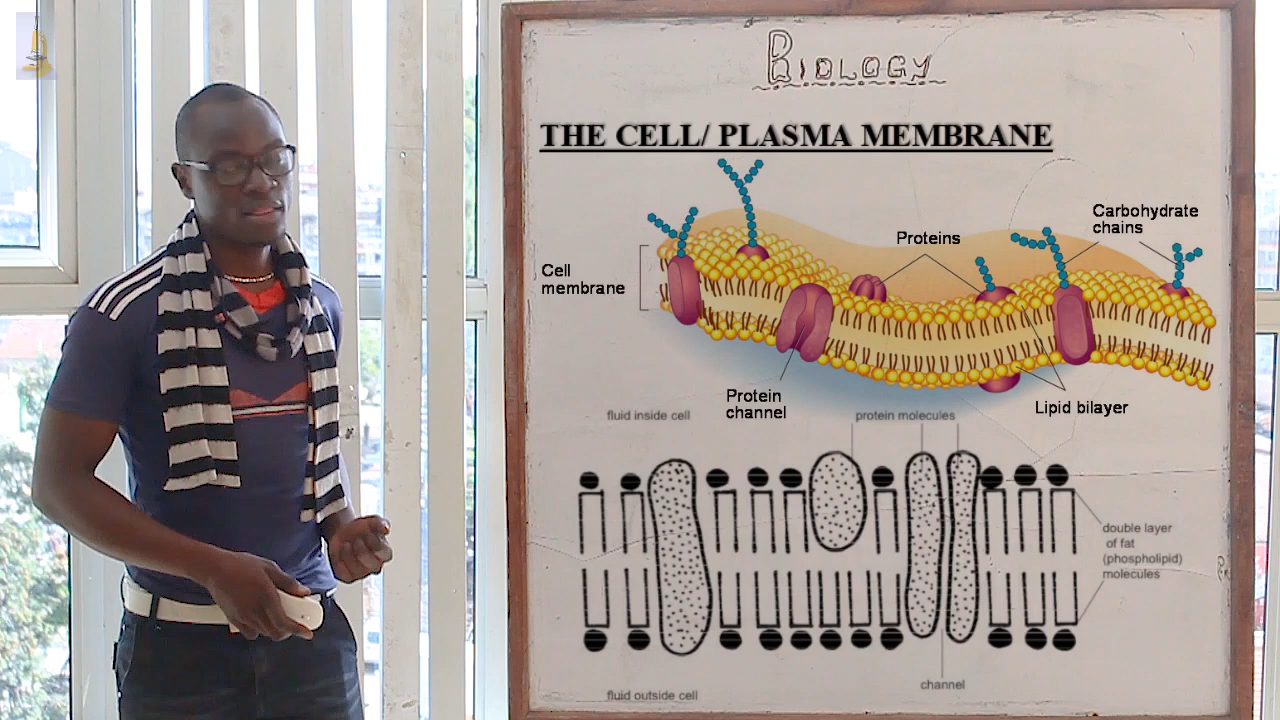 BIOLOGY
THE CELL/ PLASMA MEMBRANE
Carbohydrate
chains
Proteins
Cell
membrane
Protein
channel
Lipid bilayer
fluid inside cell
protein molecules
double layer
of fat
(phospholipid)
molecules
channel
fluid outside cell